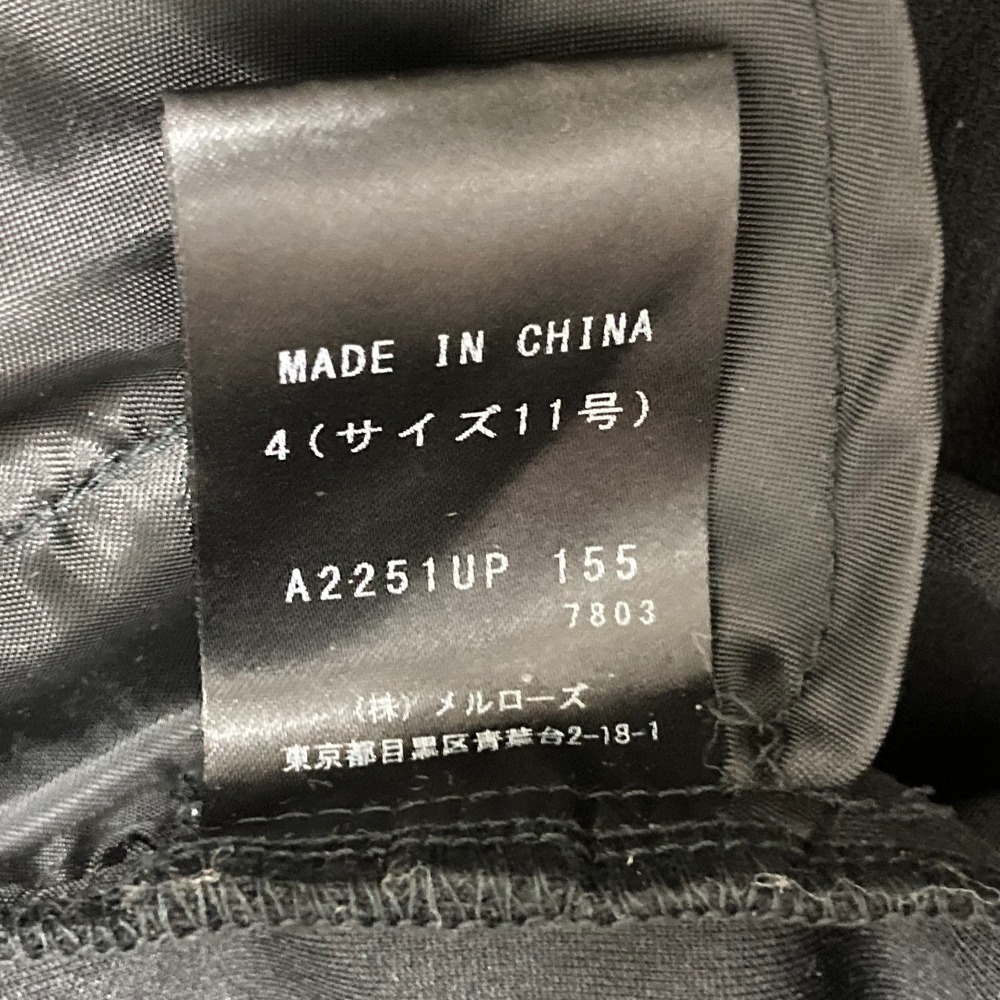 MADE IN CHINA
4(サイズ11号)
A2251UP 155
7803
(株)メルローズ
東京都目黒区青葉台2-18-1